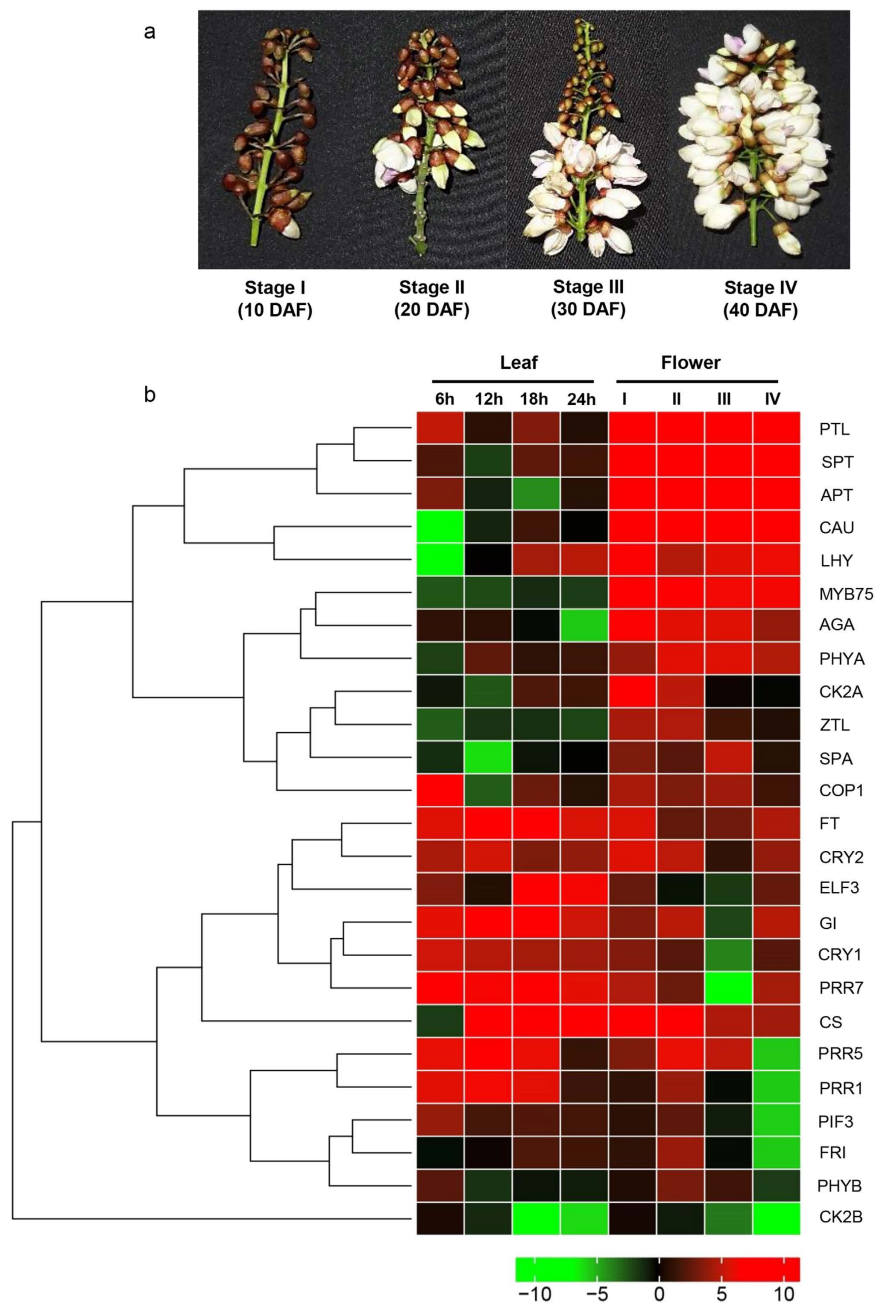 a
Stage I Stage II Stage III Stage IV
(10 DAF) (20 DAF) (30 DAF) (40 DAF)
b
Leaf Flower
6h 12h 18h 24h I II III IV
PTL
SPT
APT
CAU
LHY
MYB75
AGA
PHYA
CK2A
ZTL
SPA
COP1
FT
CRY2
ELF3
GI
CRY1
PRR7
CS
PRR5
PRR1
PIF3
FRI
PHYB
CK2B
−10 −5 0 5 10